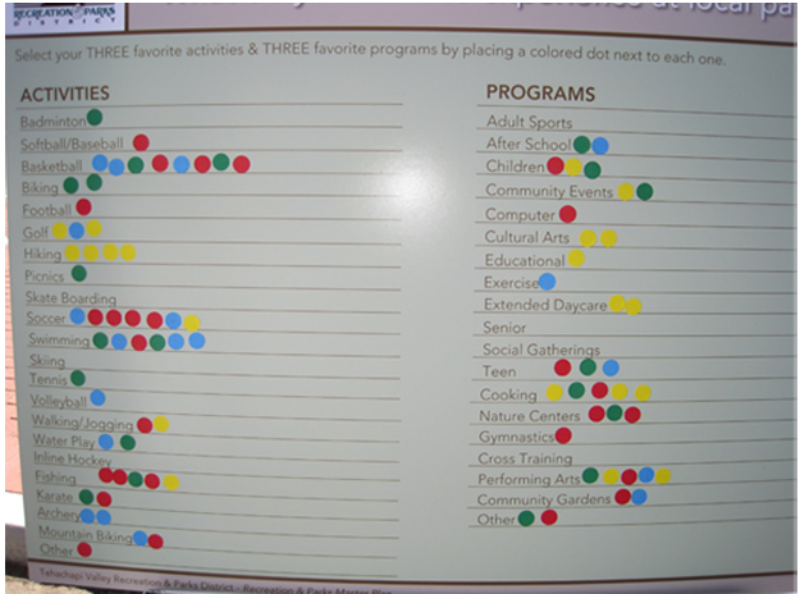 RECREATION & PARKS
DISTRICT
at local pa
Select your THREE favorite activities & THREE favorite programs by placing a colored dot next to each one.
ACTIVITIES
Badminton
Softball/Baseball
Basketball
Biking
Football
Golf
Hiking
Picnics
Skate Boarding
Soccer
Swimming
Skiing
Tennis
Volleyball
Walking/Jogging
Water Play
Inline Hockey
Fishing
Karate
Archery
Mountain Biking
Other
PROGRAMS
Adult Sports
After School
Children
Community Events
Computer
Cultural Arts
Educational
Exercise
Extended Daycare
Senior
Social Gatherings
Teen
Cooking
Nature Centers
Gymnastics
Cross Training
Performing Arts
Community Gardens
Other
Tehachapi Valley Recreation & Parks District - Recreation & Parks Master Plan